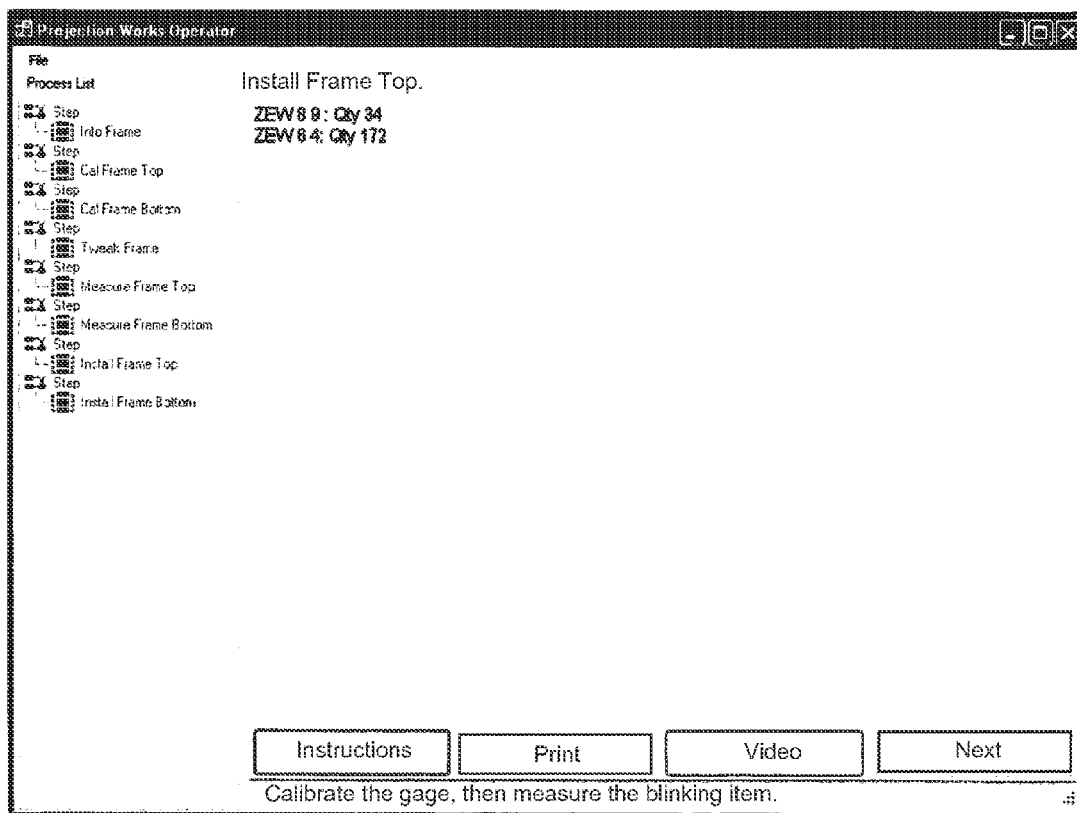 Projection Works Operator
File
Process List
Step
Info Frame
Step
Cal Frame Top
Step
Cal Frame Bottom
Step
Tweak Frame
Step
Measure Frame Top
Step
Measure Frame Bottom
Step
Install Frame Top
Step
Install Frame Bottom
Install Frame Top.
ZEW 8 9 : Qty 34
ZEW 8 4: Qty 172
Instructions
Print
Video
Next
Calibrate the gage, then measure the blinking item.